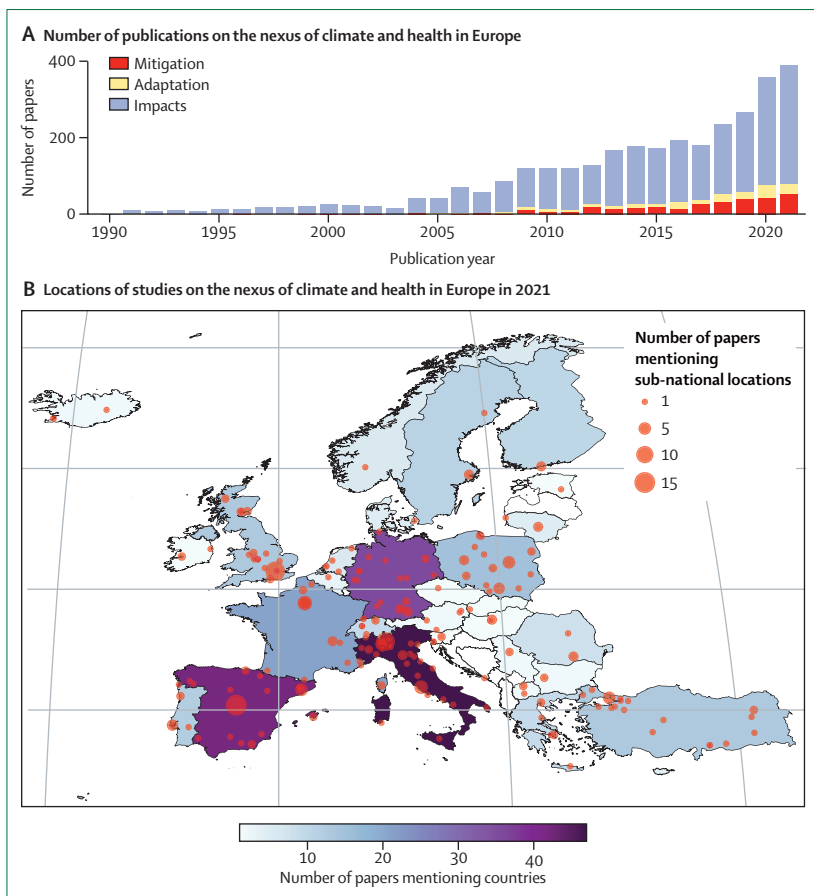 A Number of publications on the nexus of climate and health in Europe
400
200
0
Number of papers
Mitigation
Adaptation
Impacts
1990 1995 2000 2005 2010 2015 2020
Publication year
B Locations of studies on the nexus of climate and health in Europe in 2021
Number of papers
mentioning
sub-national locations
1
5
10
15
10 20 30 40
Number of papers mentioning countries